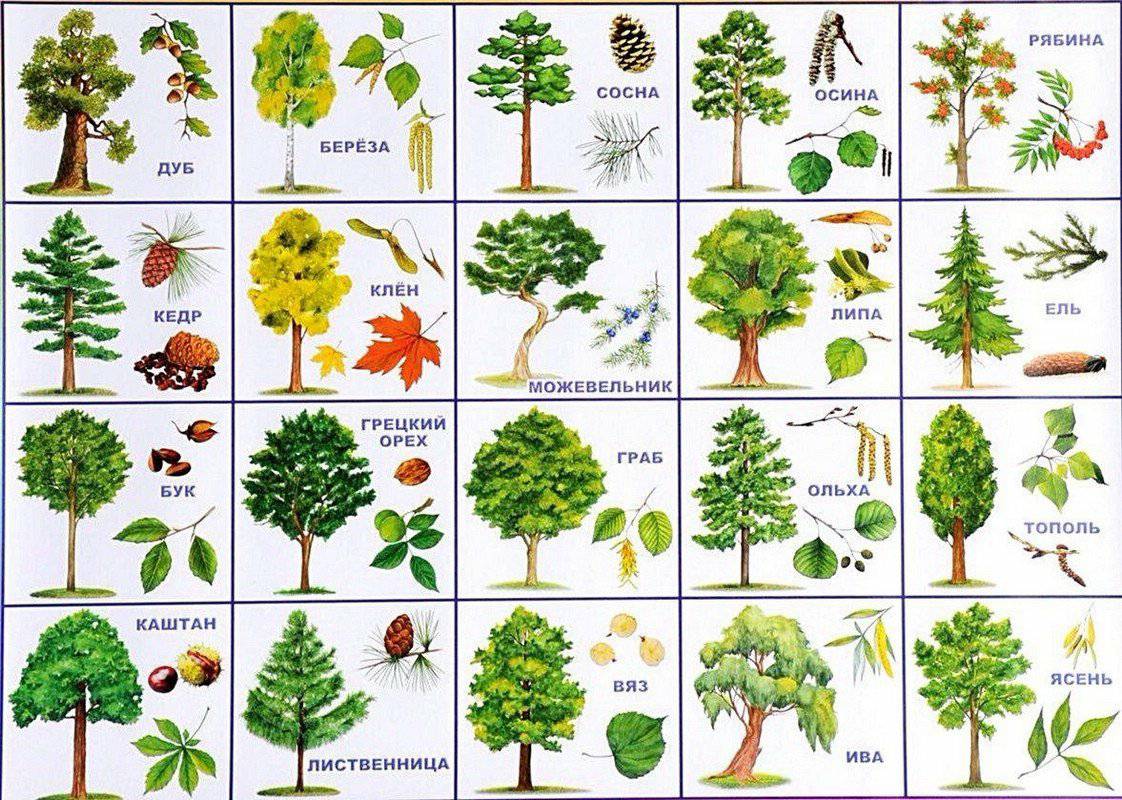 ДУБ
БЕРЁЗА
СОСНА
ОСИНА
РЯБИНА
КЕДР
КЛЁН
МОЖЕВЕЛЬНИК
ЛИПА
ЕЛЬ
БУК
ГРЕЦКИЙ
ОРЕХ
ГРАБ
ОЛЬХА
ТОПОЛЬ
КАШТАН
ЛИСТВЕННИЦА
ВЯЗ
ИВА
ЯСЕНЬ